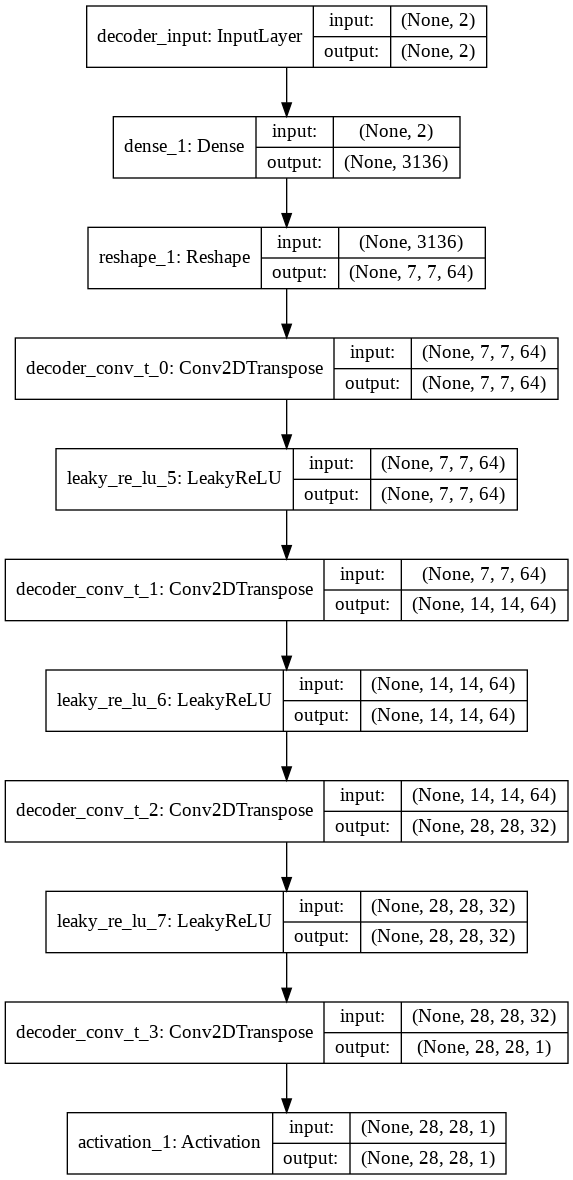 decoder_input: InputLayer
input: (None, 2)
output: (None, 2)
dense_1: Dense
input: (None, 2)
output: (None, 3136)
reshape_1: Reshape
input: (None, 3136)
output: (None, 7, 7, 64)
decoder_conv_t_0: Conv2DTranspose
input: (None, 7, 7, 64)
output: (None, 7, 7, 64)
leaky_re_lu_5: LeakyReLU
input: (None, 7, 7, 64)
output: (None, 7, 7, 64)
decoder_conv_t_1: Conv2DTranspose
input: (None, 7, 7, 64)
output: (None, 14, 14, 64)
leaky_re_lu_6: LeakyReLU
input: (None, 14, 14, 64)
output: (None, 14, 14, 64)
decoder_conv_t_2: Conv2DTranspose
input: (None, 14, 14, 64)
output: (None, 28, 28, 32)
leaky_re_lu_7: LeakyReLU
input: (None, 28, 28, 32)
output: (None, 28, 28, 32)
decoder_conv_t_3: Conv2DTranspose
input: (None, 28, 28, 32)
output: (None, 28, 28, 1)
activation_1: Activation
input: (None, 28, 28, 1)
output: (None, 28, 28, 1)